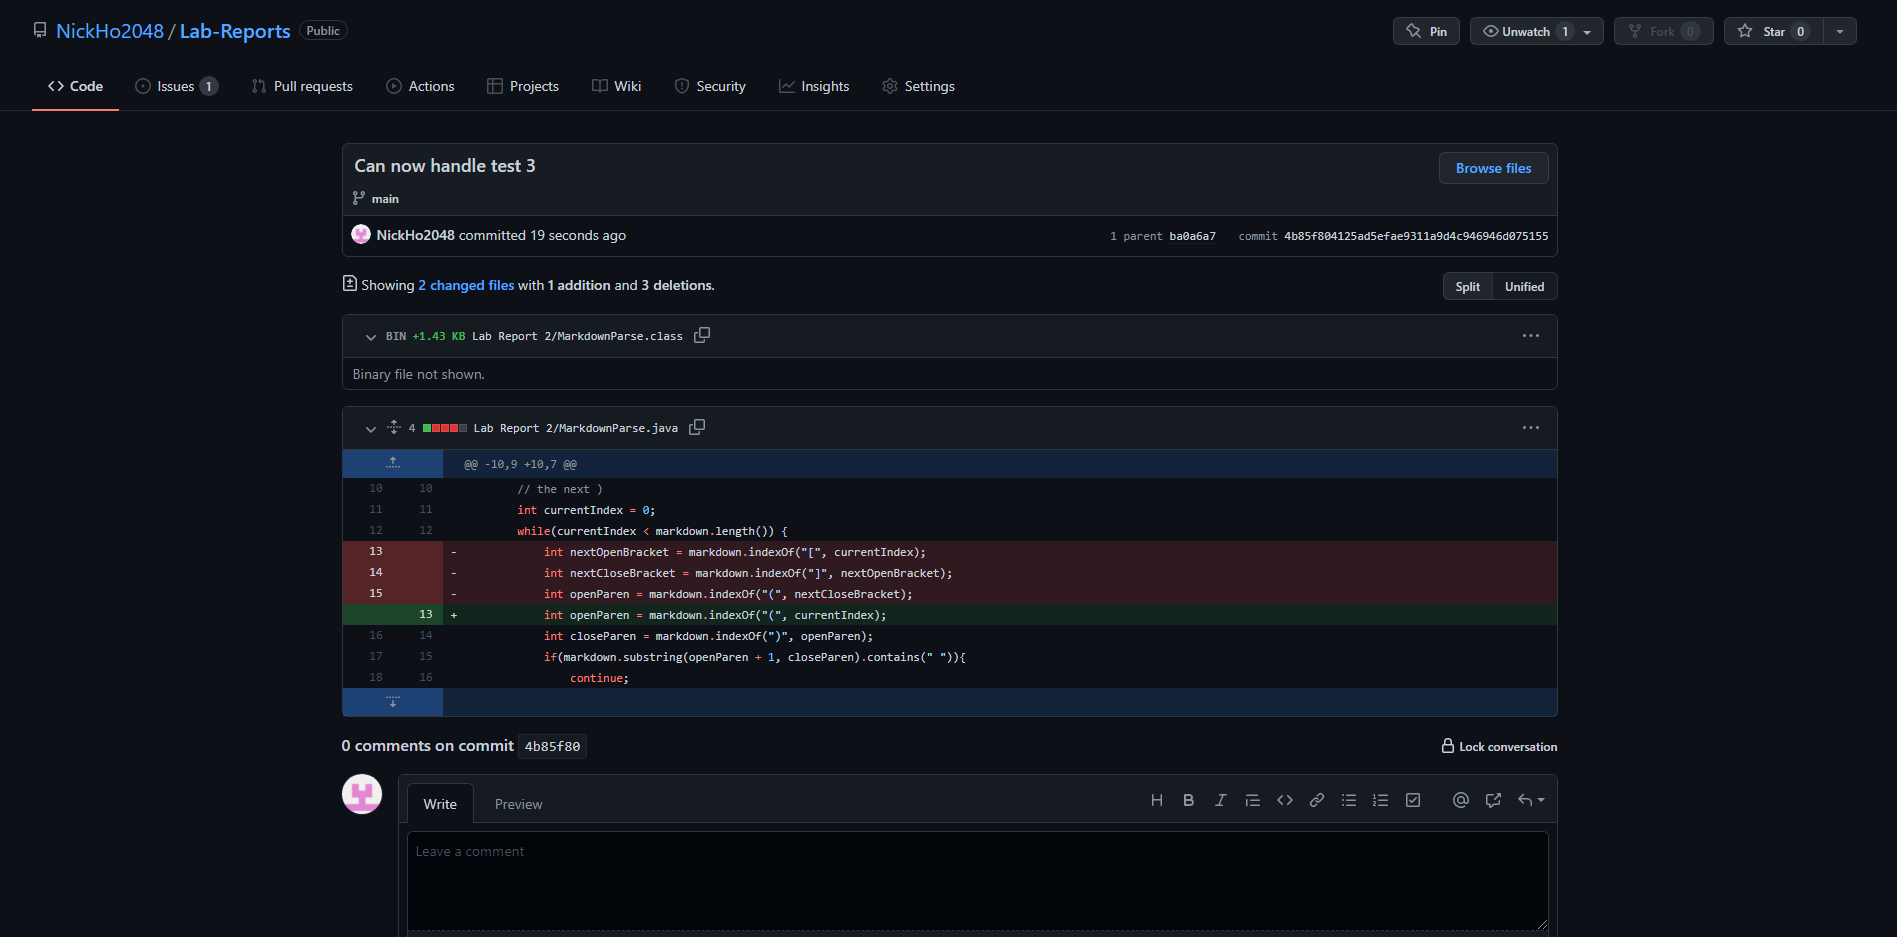 NickHo2048 / Lab-Reports Public
Pin
Unwatch 1
Fork 0
Star 0
Code
Issues 1
Pull requests
Actions
Projects
Wiki
Security
Insights
Settings
Can now handle test 3
Browse files
main
NickHo2048 committed 19 seconds ago
1 parent ba0a6a7 commit 4b85f804125ad5efae9311a9d4c946946d075155
Showing 2 changed files with 1 addition and 3 deletions.
Split Unified
BIN +1.43 KB Lab Report 2/MarkdownParse.class
Binary file not shown.
4 Lab Report 2/MarkdownParse.java
@@ -10,9 +10,7 @@
10 10 // the next )
11 11 int currentIndex = 0;
12 12 while(currentIndex < markdown.length()) {
13 - int nextOpenBracket = markdown.indexOf("[", currentIndex);
14 - int nextCloseBracket = markdown.indexOf("]", nextOpenBracket);
15 - int openParen = markdown.indexOf("(", nextCloseBracket);
13 + int openParen = markdown.indexOf("(", currentIndex);
16 14 int closeParen = markdown.indexOf(")", openParen);
17 15 if(markdown.substring(openParen + 1, closeParen).contains(" ")){
18 16 continue;
0 comments on commit 4b85f80
Lock conversation
Write
Preview
Leave a comment